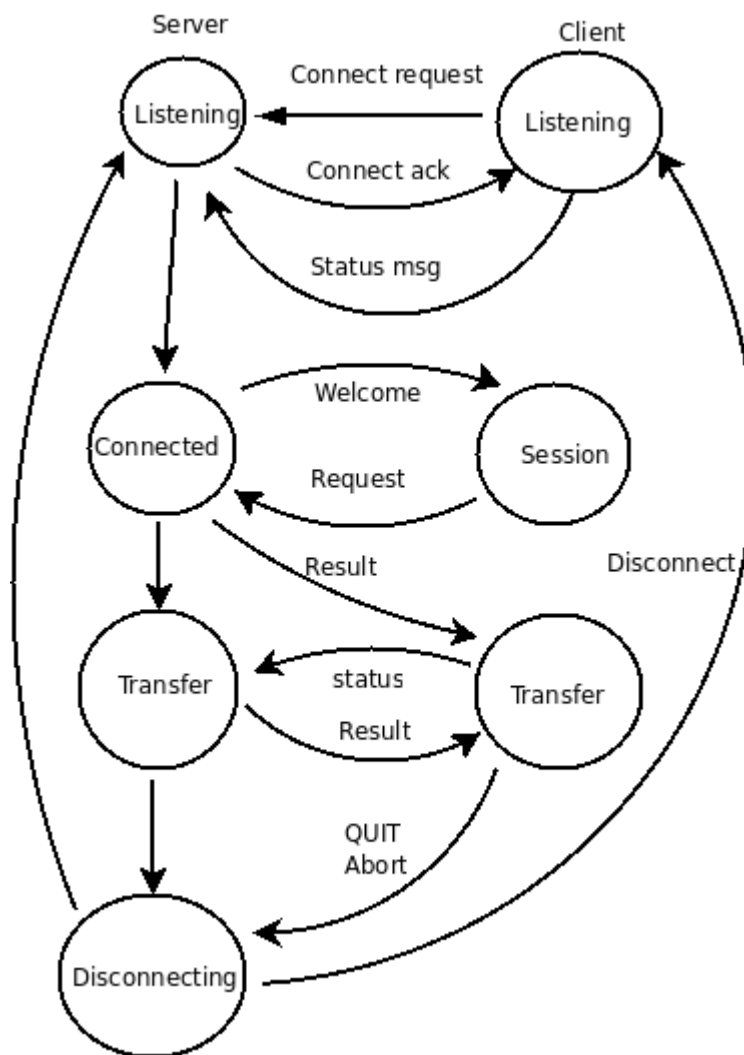 Server
Client
Connect request
Listening
Listening
Connect ack
Status msg
Welcome
Connected
Session
Request
Result
Disconnect
Transfer
status
Transfer
Result
QUIT
Abort
Disconnecting